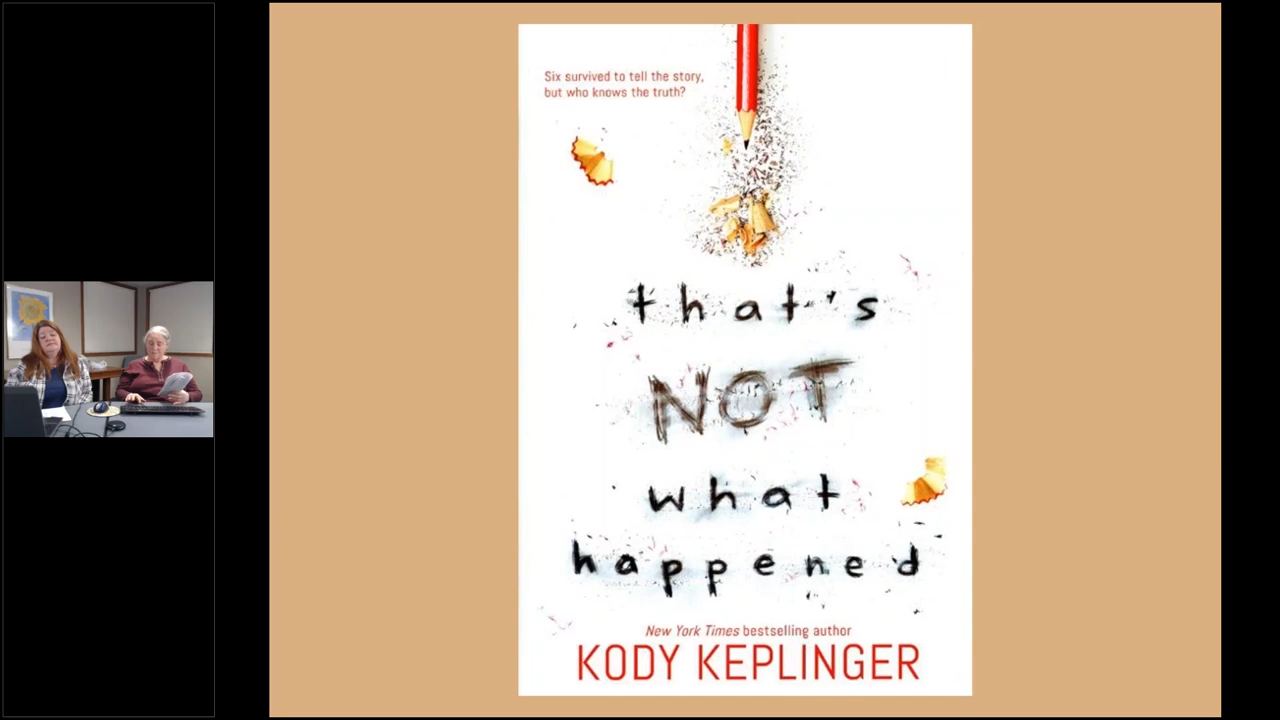 Six survived to tell the story,
but who knows the truth?
that's
NOT
what
happened
New York Times bestselling author
KODY KEPLINGER